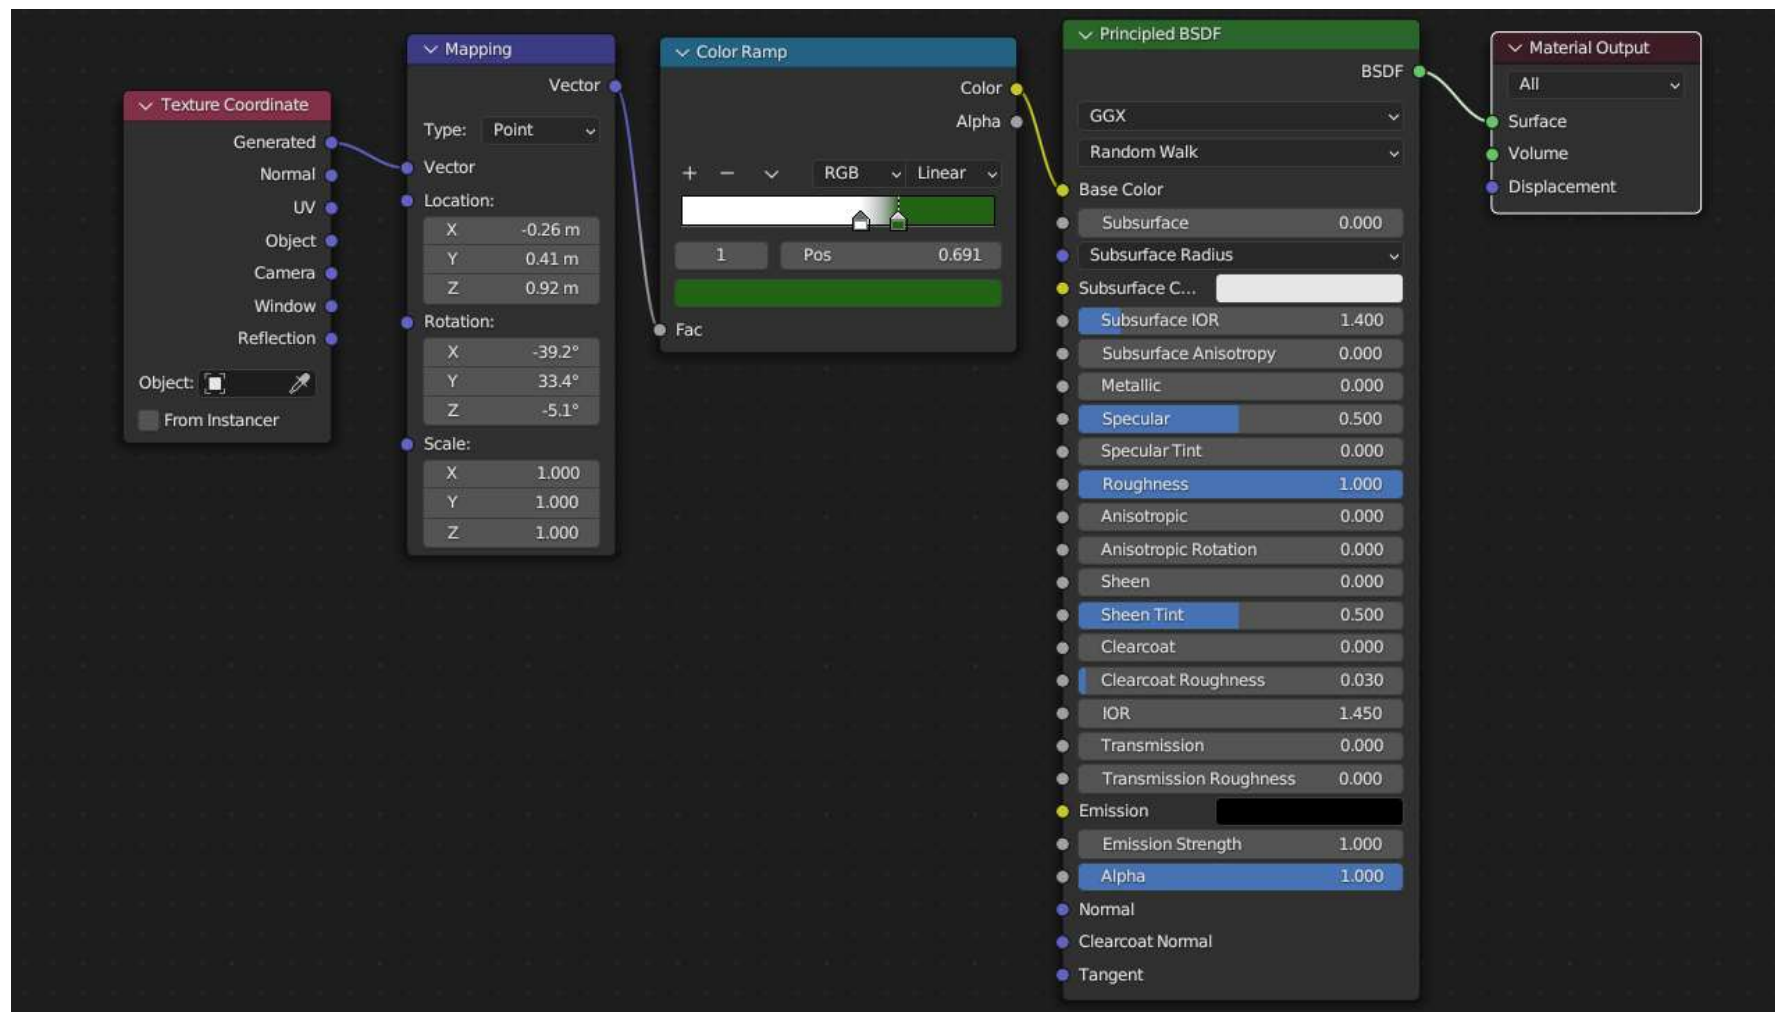 Texture Coordinate
Generated
Normal
UV
Object
Camera
Window
Reflection
Object:
From Instancer
Mapping
Vector
Type: Point
Vector
Location:
X -0.26 m
Y 0.41 m
Z 0.92 m
Rotation:
X -39.2°
Y 33.4°
Z -5.1°
Scale:
X 1.000
Y 1.000
Z 1.000
Color Ramp
Color
Alpha
+ − RGB Linear
1 Pos 0.691
Fac
Principled BSDF
BSDF
GGX
Random Walk
Base Color
Subsurface 0.000
Subsurface Radius
Subsurface C...
Subsurface IOR 1.400
Subsurface Anisotropy 0.000
Metallic 0.000
Specular 0.500
Specular Tint 0.000
Roughness 1.000
Anisotropic 0.000
Anisotropic Rotation 0.000
Sheen 0.000
Sheen Tint 0.500
Clearcoat 0.000
Clearcoat Roughness 0.030
IOR 1.450
Transmission 0.000
Transmission Roughness 0.000
Emission
Emission Strength 1.000
Alpha 1.000
Normal
Clearcoat Normal
Tangent
Material Output
All
Surface
Volume
Displacement